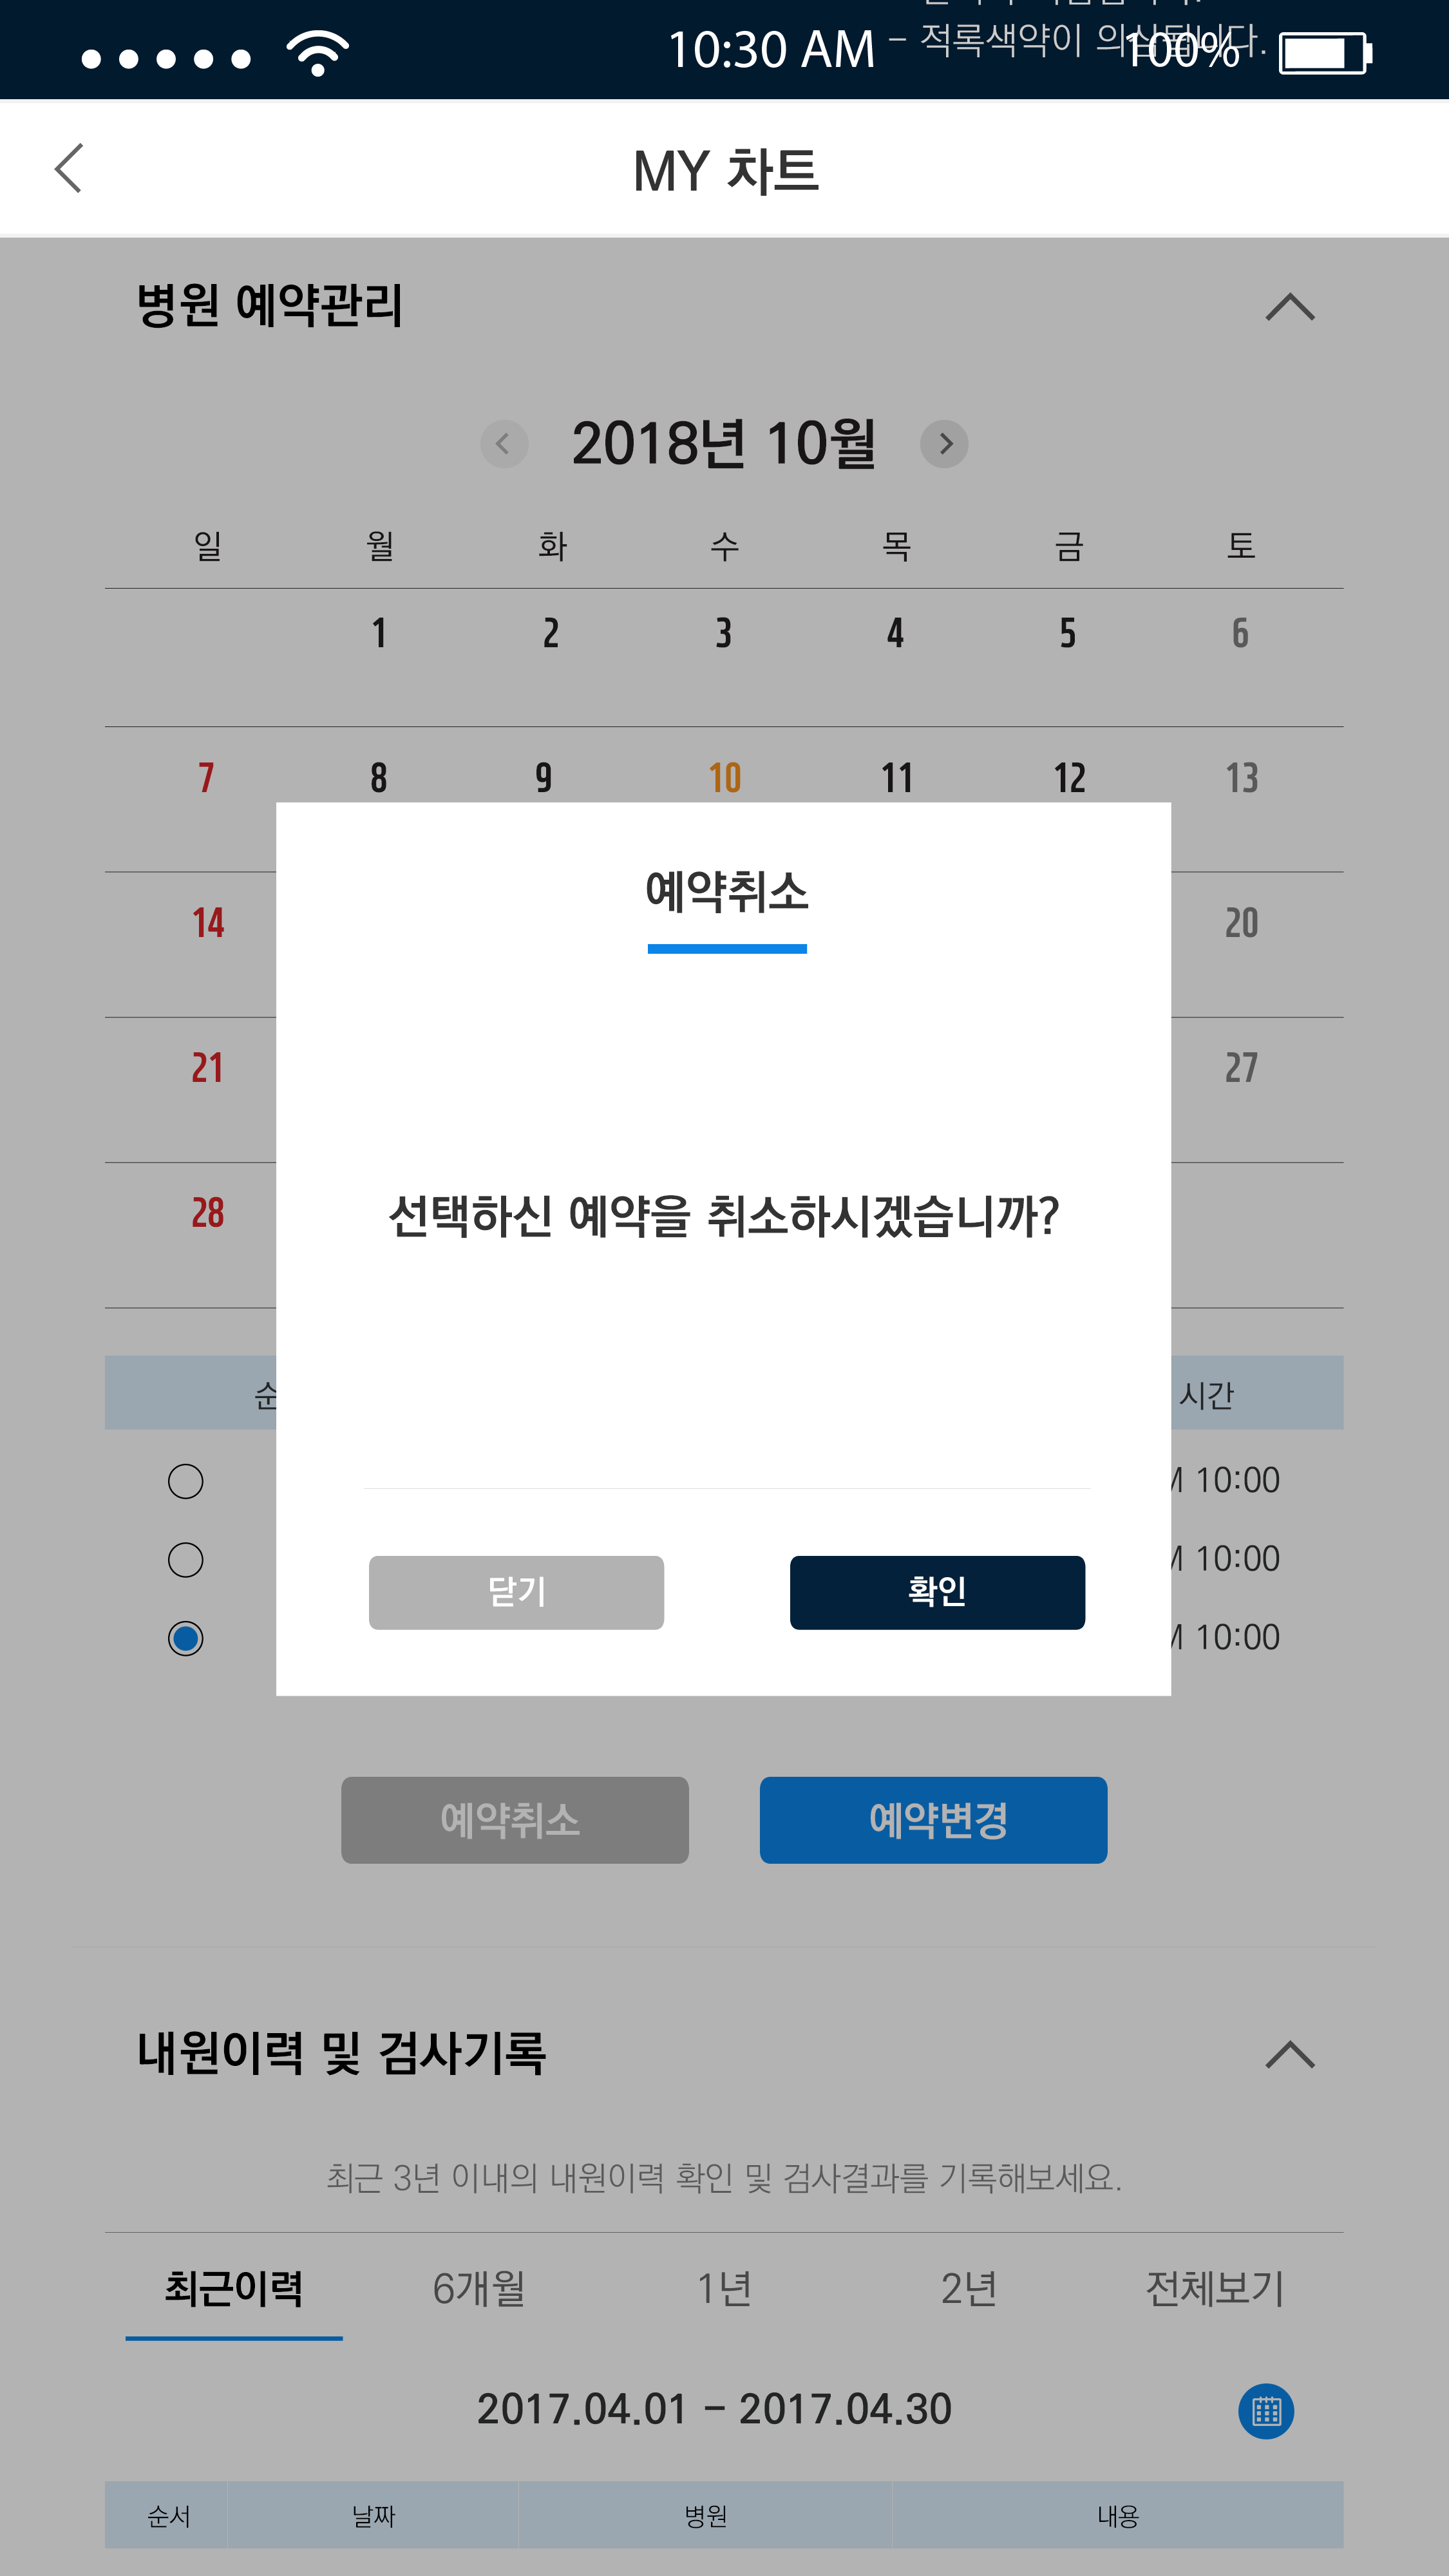 10:30 AM
- 적록색약이 의심됩니다.
100%
MY 차트
병원 예약관리
2018년 10월
일 월 화 수 목 금 토
1 2 3 4 5 6
7 8 9 10 11 12 13
14 20
21 27
28
예약취소
선택하신 예약을 취소하시겠습니까?
닫기 확인
시간
10:00
10:00
10:00
예약취소 예약변경
내원이력 및 검사기록
최근 3년 이내의 내원이력 확인 및 검사결과를 기록해보세요.
최근이력 6개월 1년 2년 전체보기
2017.04.01 - 2017.04.30
순서 날짜 병원 내용